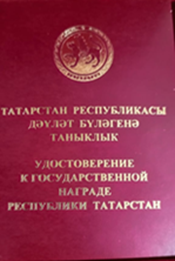 ТАТАРСТАН РЕСПУБЛИКАСЫ
ДӘҮЛӘТ БҮЛӘГЕНӘ
ТАНЫКЛЫК
УДОСТОВЕРЕНИЕ
К ГОСУДАРСТВЕННОЙ
НАГРАДЕ
РЕСПУБЛИКИ ТАТАРСТАН